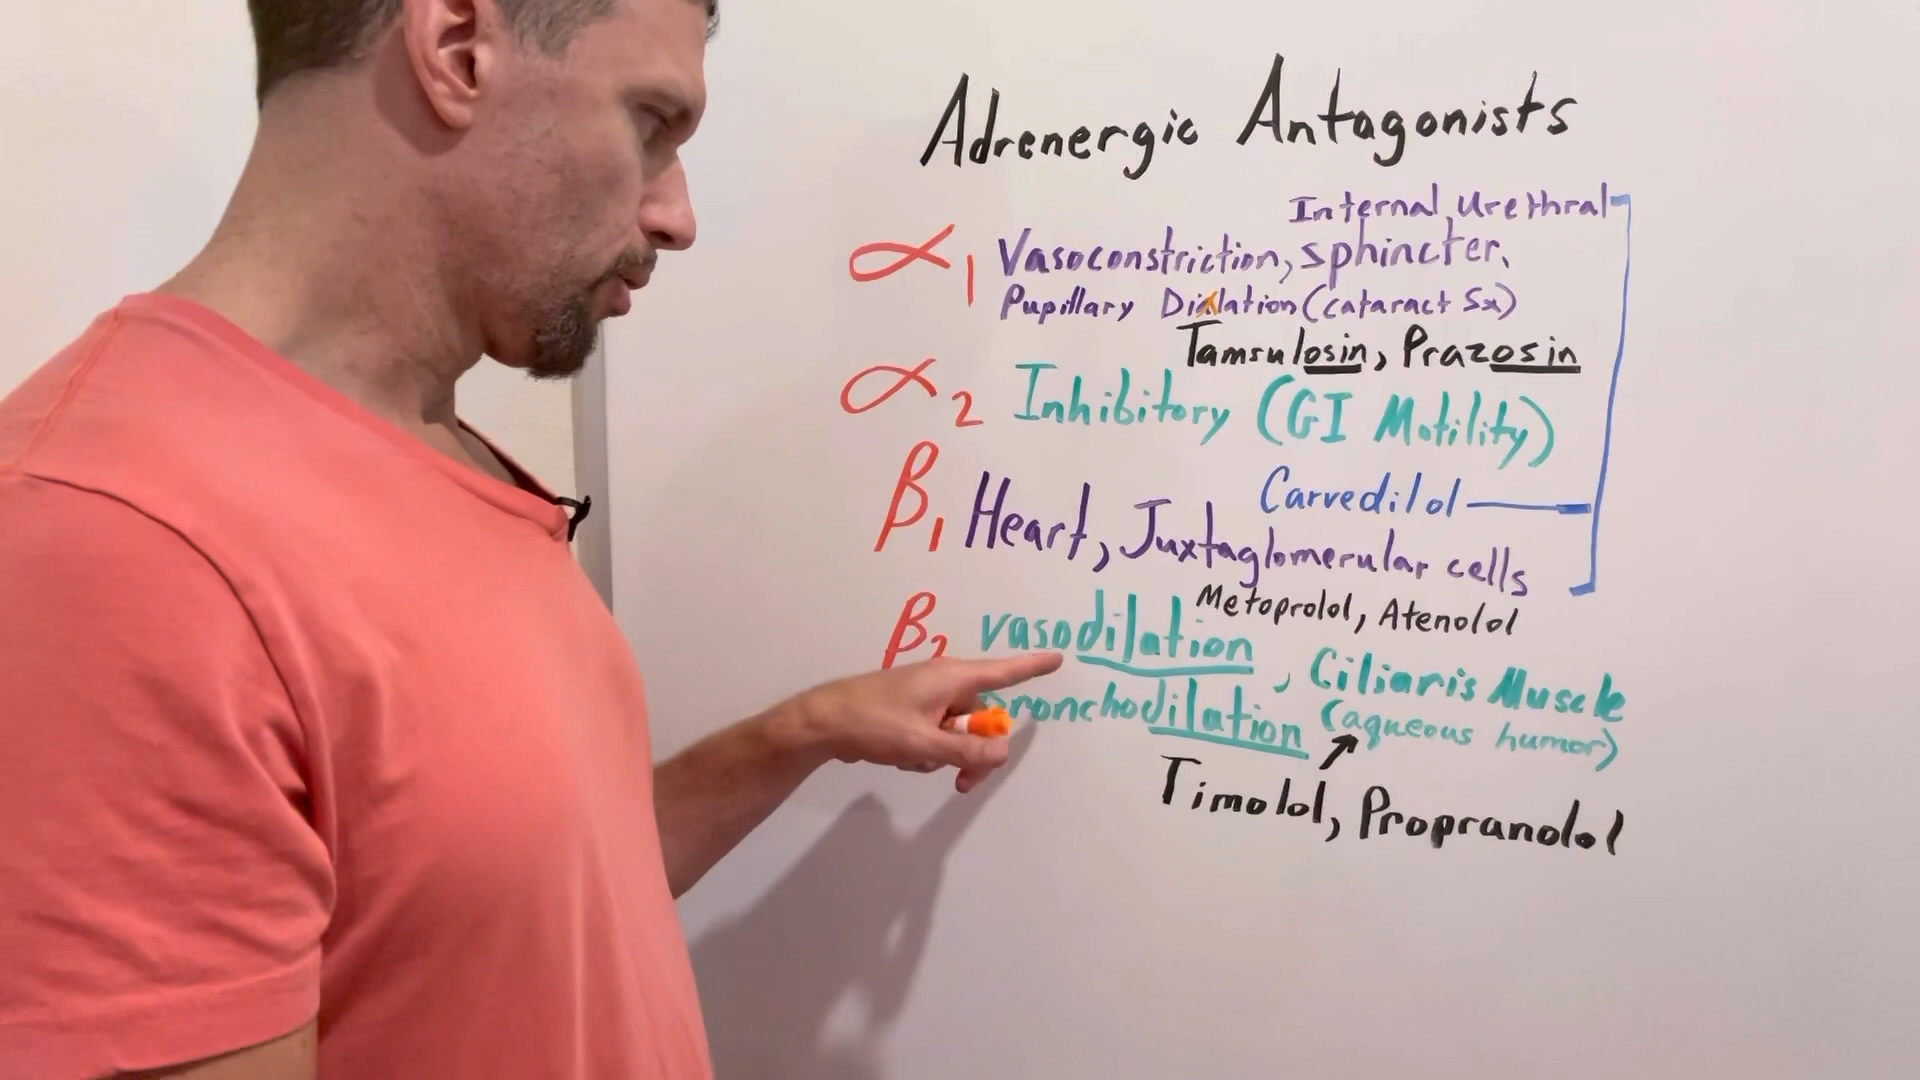 Adrenergic Antagonists
Internal, Urethral
α1 Vasoconstriction, sphincter,
Pupillary Dialation (cataract Sx)
Tamsulosin, Prazosin
α2 Inhibitory (GI Motility)
Carvedilol
β1 Heart, Juxtaglomerular cells
Metoprolol, Atenolol
β2 vasodilation, Ciliaris Muscle
bronchodilation (aqueous humor)
Timolol, Propranolol